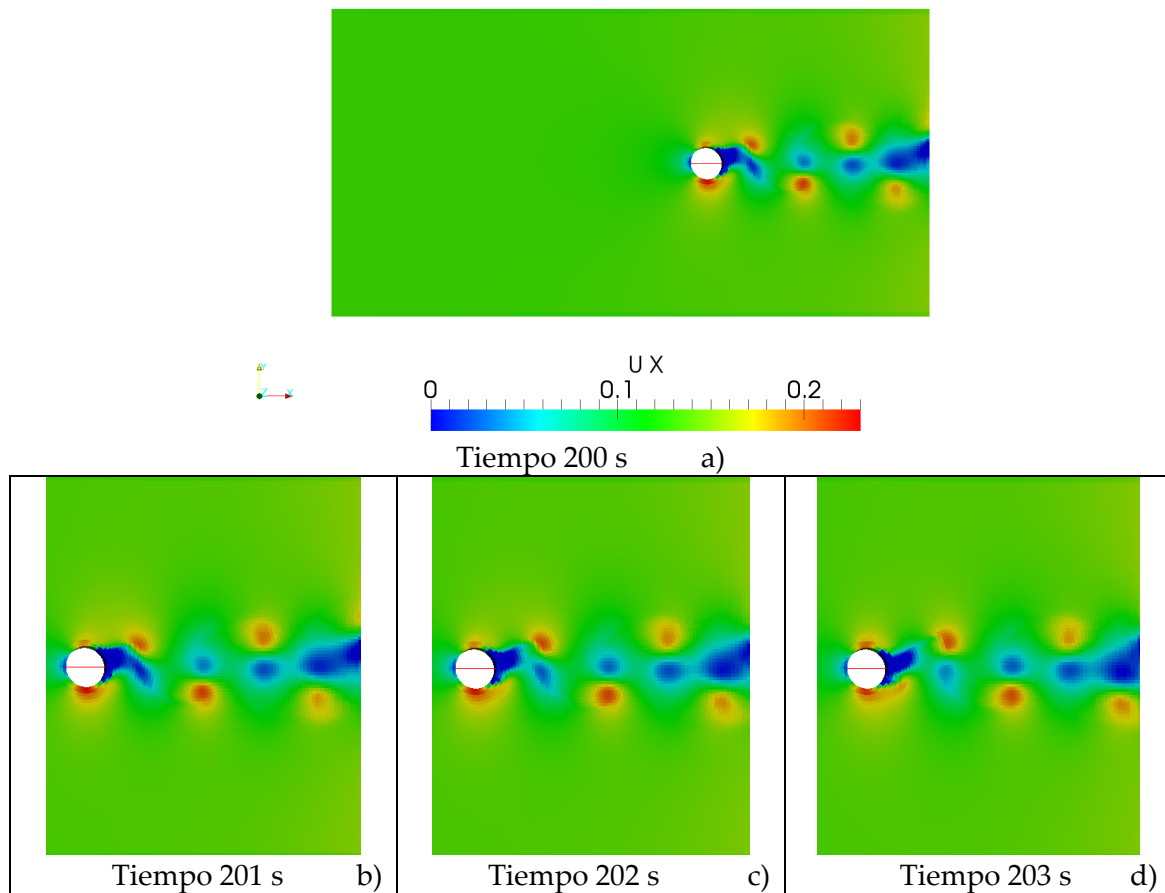 U X
0 0.1 0.2
Y
Z X
Tiempo 200 s a)
Tiempo 201 s b)
Tiempo 202 s c)
Tiempo 203 s d)